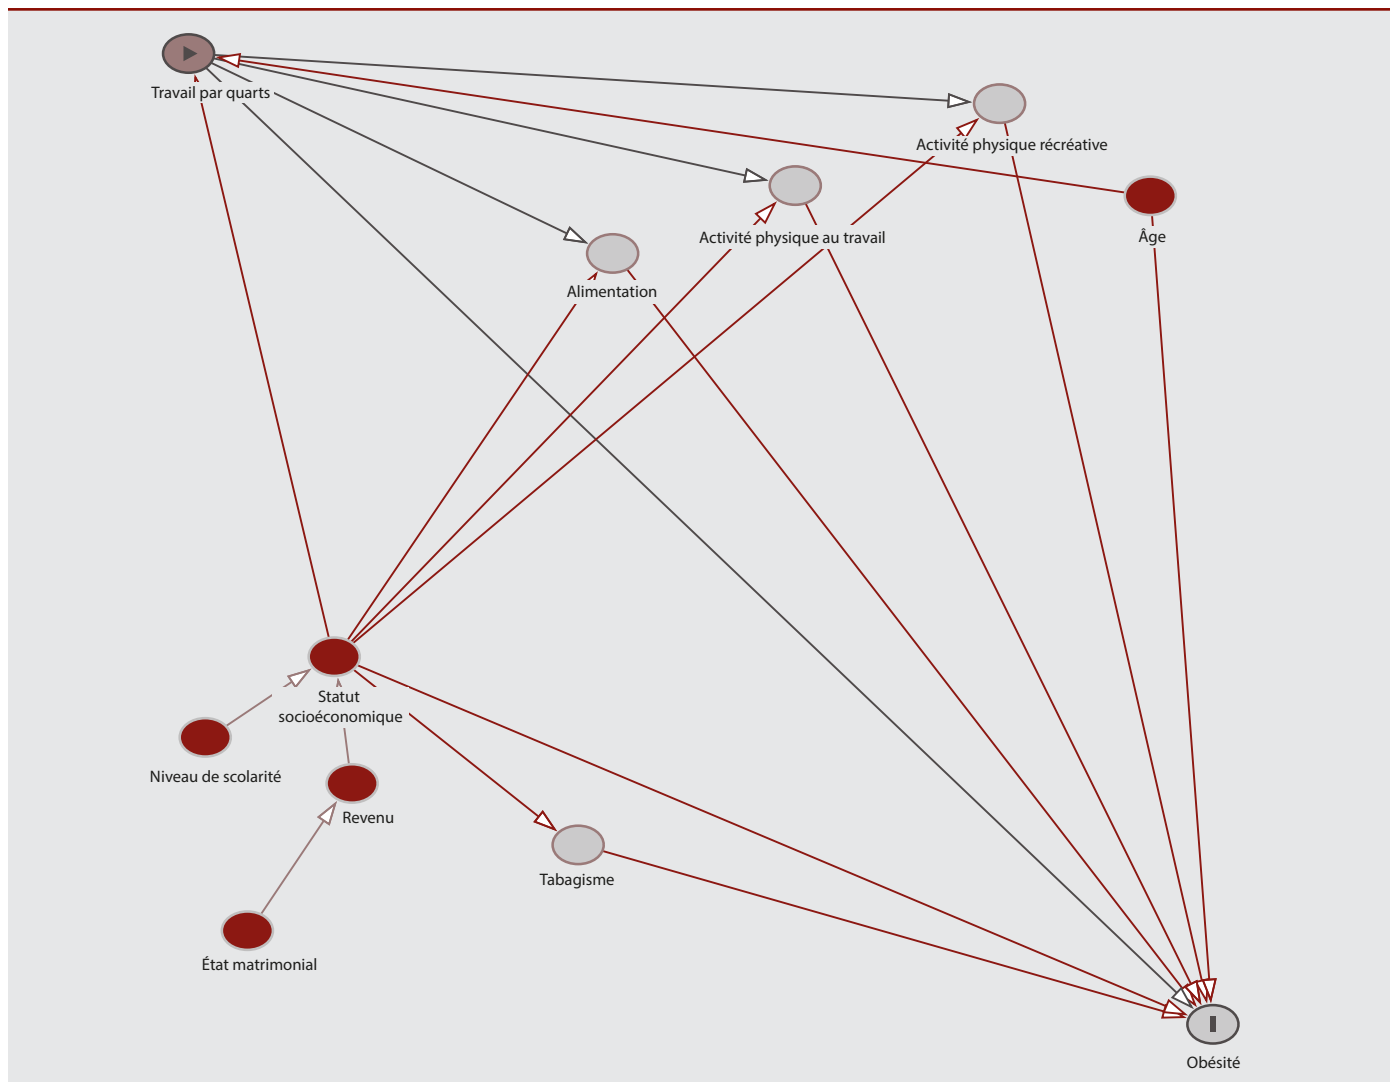 Travail par quarts
Activité physique récréative
Activité physique au travail
Âge
Alimentation
Statut
socioéconomique
Niveau de scolarité
Revenu
Tabagisme
État matrimonial
Obésité